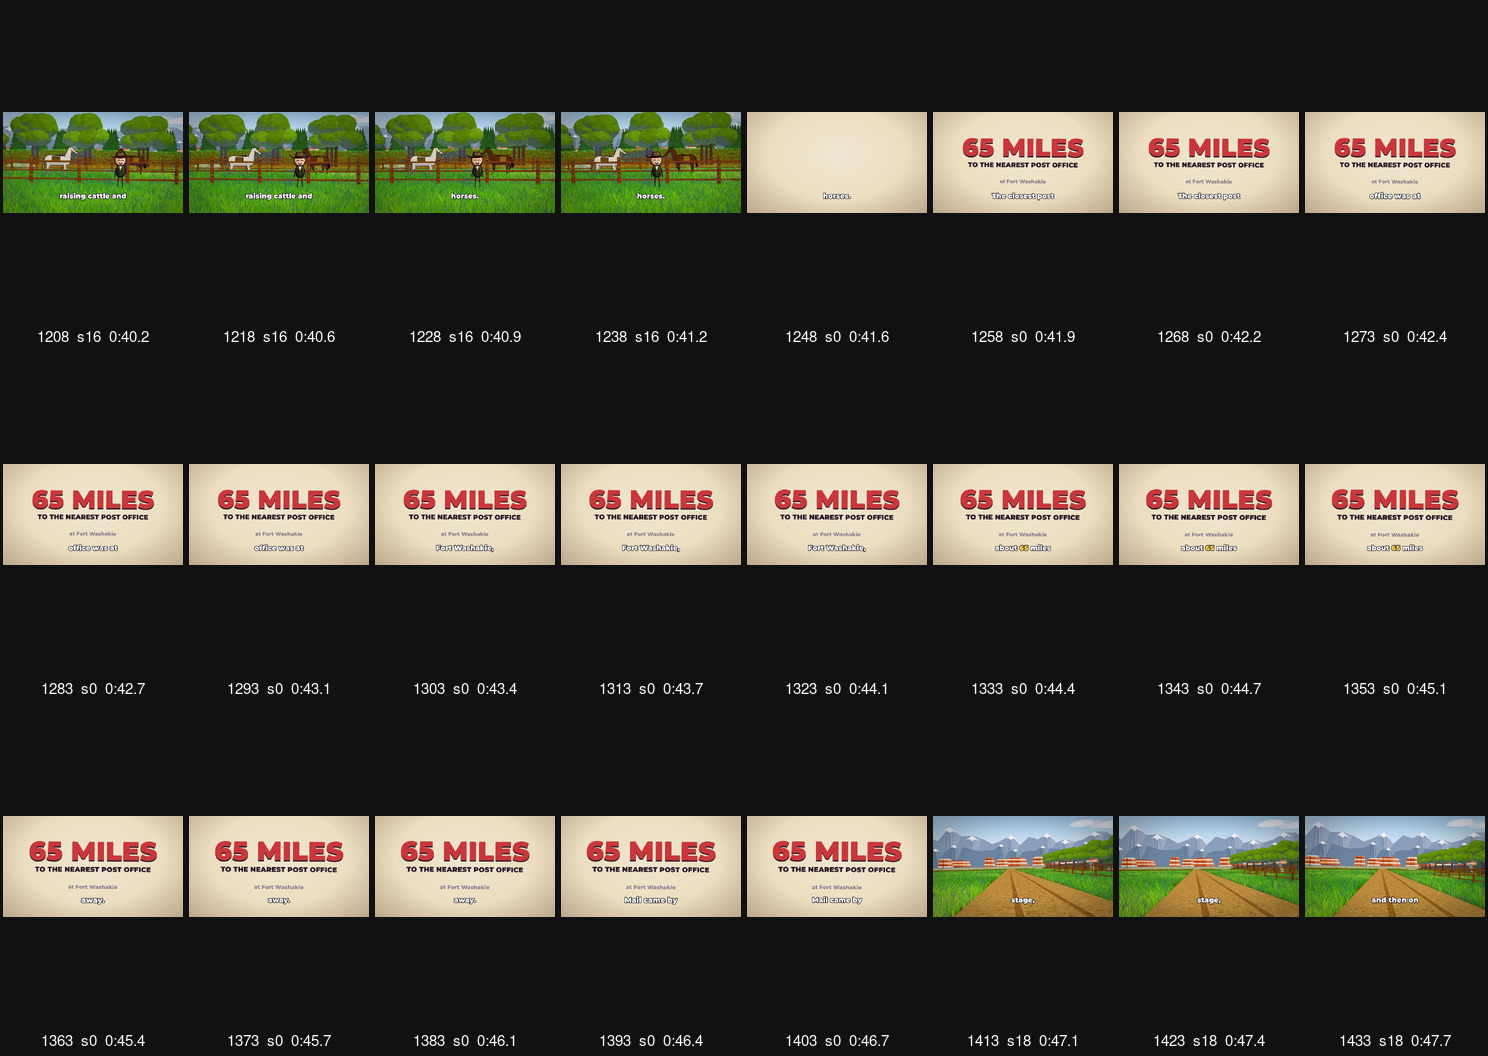 raising cattle and
raising cattle and
horses.
horses.
horses.
65 MILES
TO THE NEAREST POST OFFICE
at Fort Washakie
The closest post
65 MILES
TO THE NEAREST POST OFFICE
at Fort Washakie
The closest post
65 MILES
TO THE NEAREST POST OFFICE
at Fort Washakie
office was at
1208 s16 0:40.2
1218 s16 0:40.6
1228 s16 0:40.9
1238 s16 0:41.2
1248 s0 0:41.6
1258 s0 0:41.9
1268 s0 0:42.2
1273 s0 0:42.4
65 MILES
TO THE NEAREST POST OFFICE
at Fort Washakie
office was at
65 MILES
TO THE NEAREST POST OFFICE
at Fort Washakie
office was at
65 MILES
TO THE NEAREST POST OFFICE
at Fort Washakie
Fort Washakie,
65 MILES
TO THE NEAREST POST OFFICE
at Fort Washakie
Fort Washakie,
65 MILES
TO THE NEAREST POST OFFICE
at Fort Washakie
Fort Washakie,
65 MILES
TO THE NEAREST POST OFFICE
at Fort Washakie
about 65 miles
65 MILES
TO THE NEAREST POST OFFICE
at Fort Washakie
about 65 miles
65 MILES
TO THE NEAREST POST OFFICE
at Fort Washakie
about 65 miles
1283 s0 0:42.7
1293 s0 0:43.1
1303 s0 0:43.4
1313 s0 0:43.7
1323 s0 0:44.1
1333 s0 0:44.4
1343 s0 0:44.7
1353 s0 0:45.1
65 MILES
TO THE NEAREST POST OFFICE
at Fort Washakie
away.
65 MILES
TO THE NEAREST POST OFFICE
at Fort Washakie
away.
65 MILES
TO THE NEAREST POST OFFICE
at Fort Washakie
away.
65 MILES
TO THE NEAREST POST OFFICE
at Fort Washakie
Mail came by
65 MILES
TO THE NEAREST POST OFFICE
at Fort Washakie
Mail came by
stage,
stage,
and then on
1363 s0 0:45.4
1373 s0 0:45.7
1383 s0 0:46.1
1393 s0 0:46.4
1403 s0 0:46.7
1413 s18 0:47.1
1423 s18 0:47.4
1433 s18 0:47.7